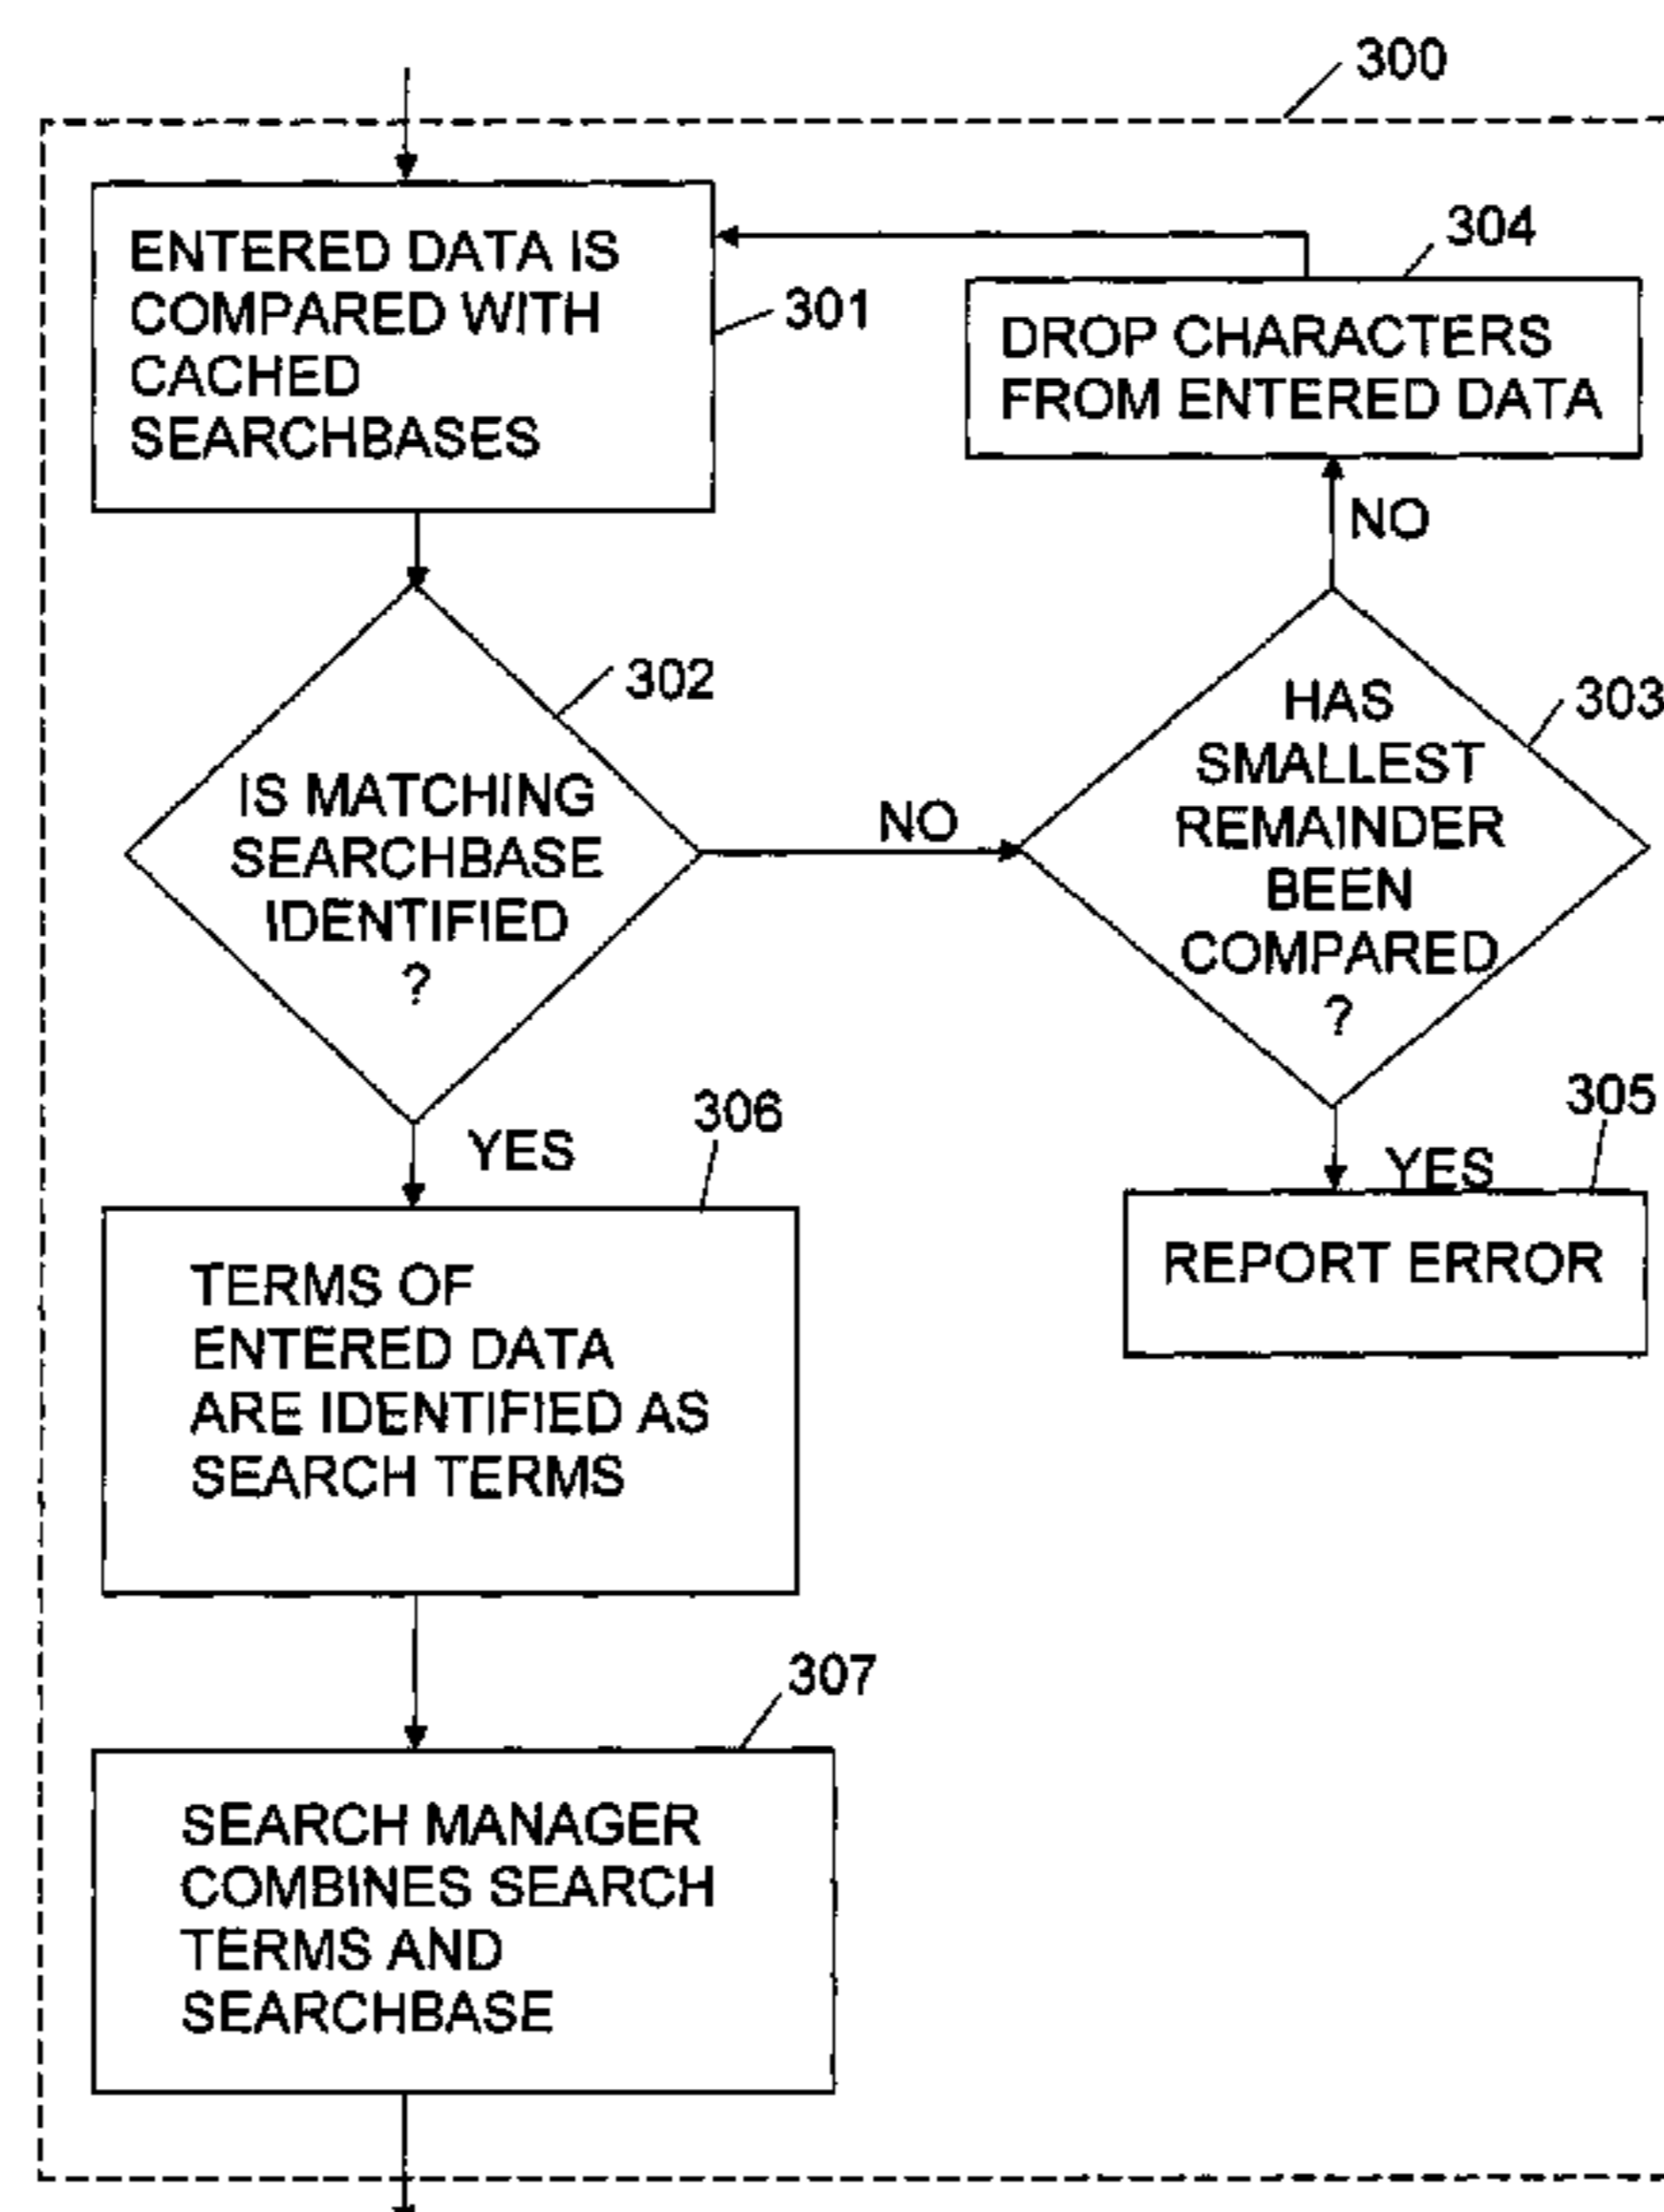 300
ENTERED DATA IS
COMPARED WITH
CACHED
SEARCHBASES
301
304
DROP CHARACTERS
FROM ENTERED DATA
NO
302
IS MATCHING
SEARCHBASE
IDENTIFIED
?
NO
303
HAS
SMALLEST
REMAINDER
BEEN
COMPARED
?
YES
306
TERMS OF
ENTERED DATA
ARE IDENTIFIED AS
SEARCH TERMS
YES
305
REPORT ERROR
307
SEARCH MANAGER
COMBINES SEARCH
TERMS AND
SEARCHBASE